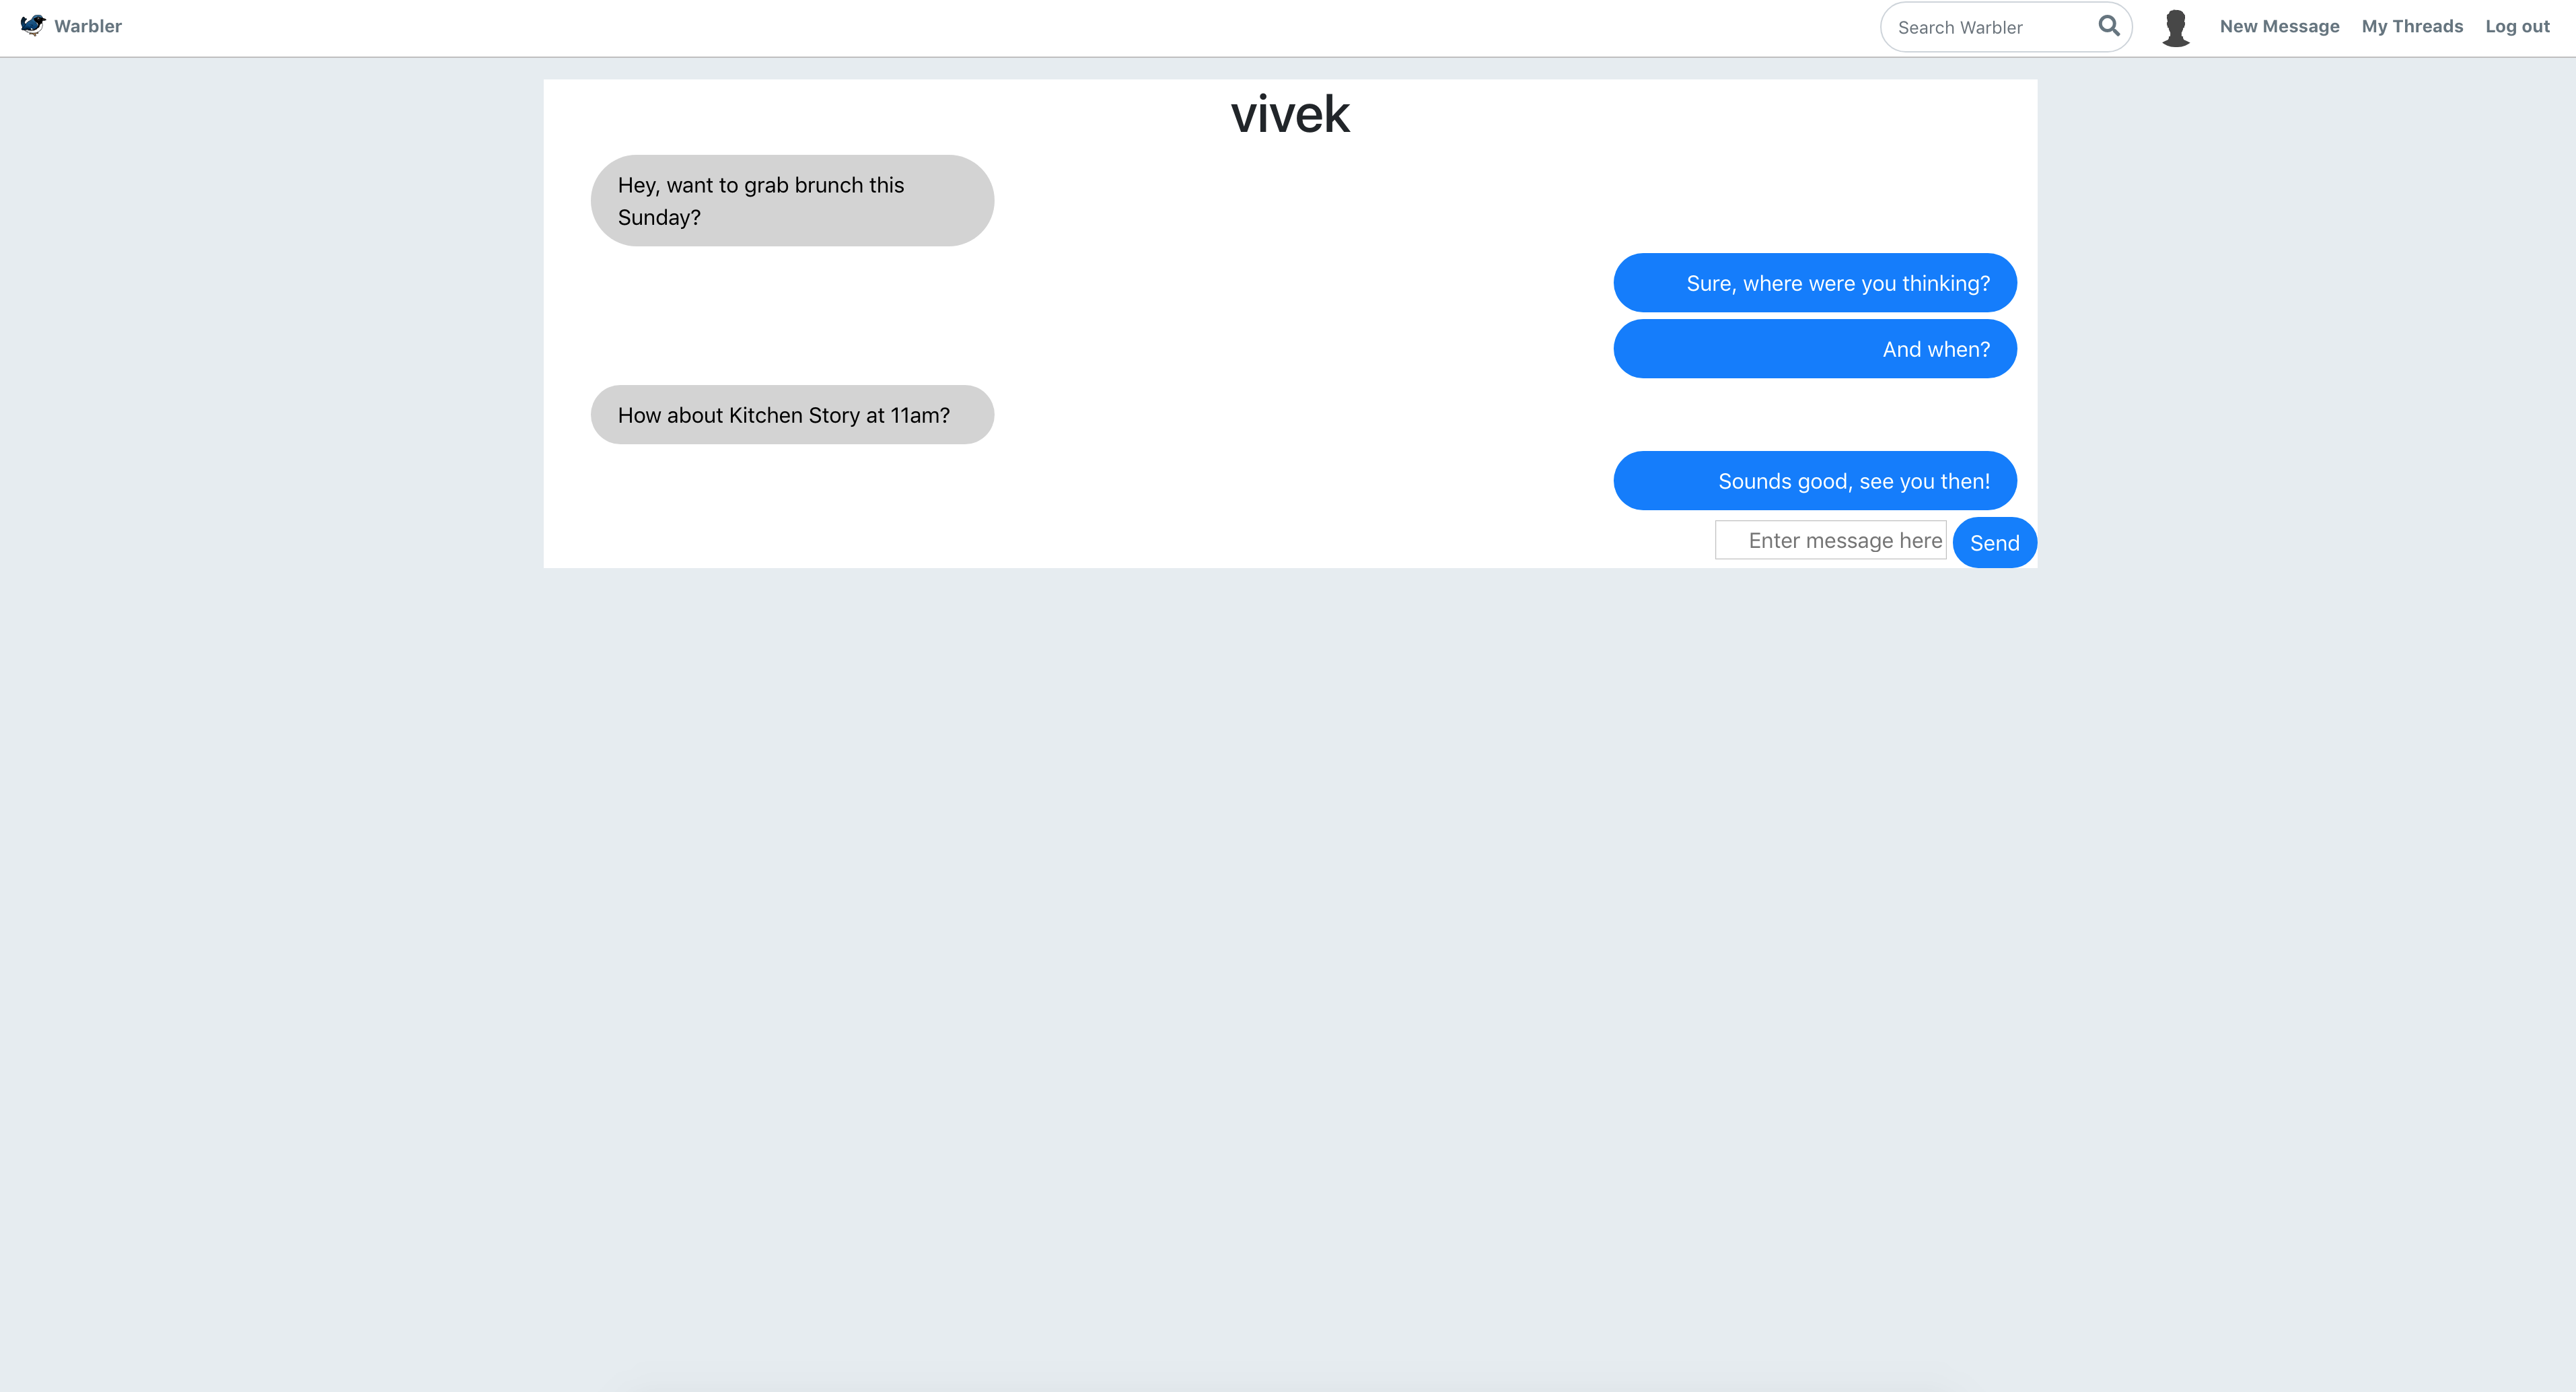 Warbler
Search Warbler
New Message
My Threads
Log out
vivek
Hey, want to grab brunch this
Sunday?
Sure, where were you thinking?
And when?
How about Kitchen Story at 11am?
Sounds good, see you then!
Enter message here
Send